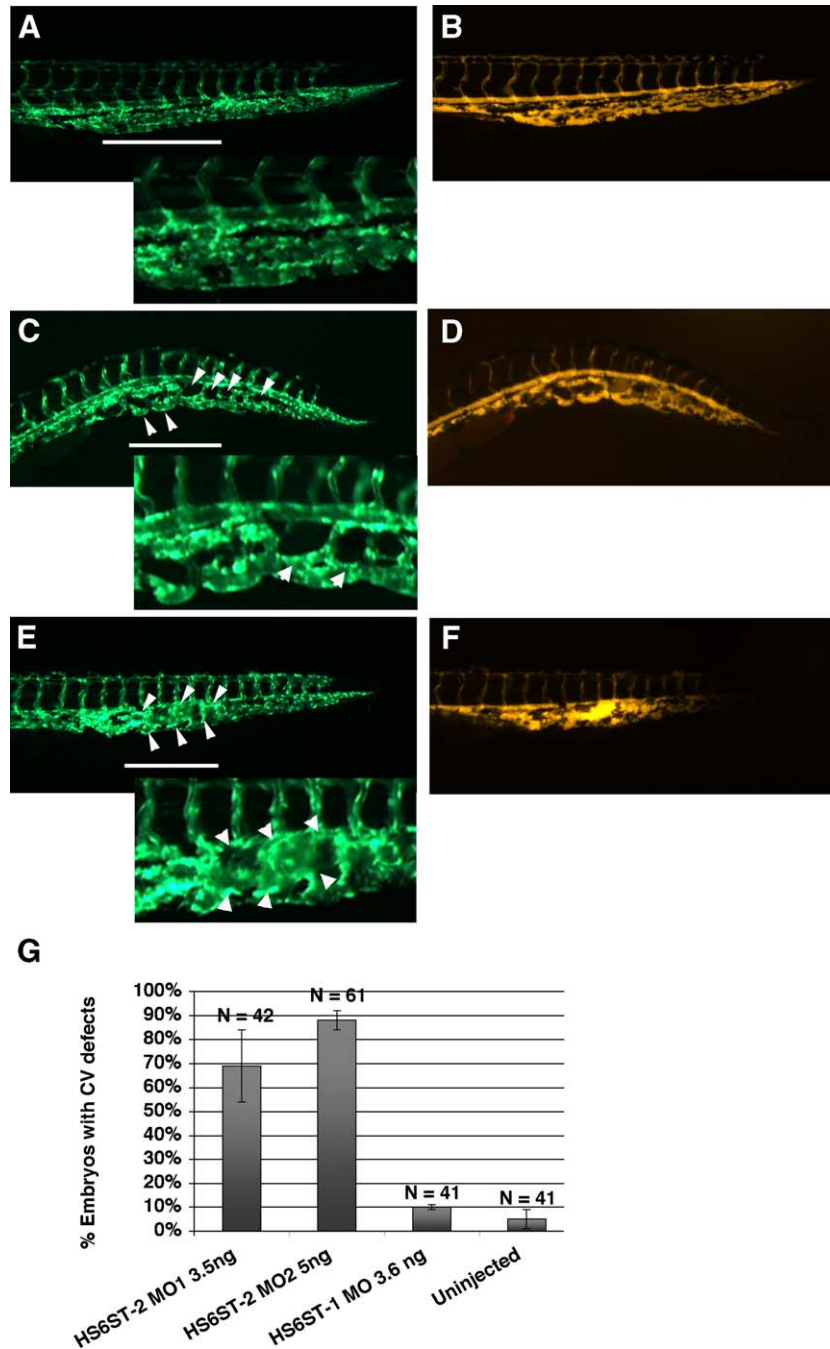 A
B
C
D
E
F
G
% Embryos with CV defects
100%
90%
80%
70%
60%
50%
40%
30%
20%
10%
0%
N = 42
N = 61
N = 41
N = 41
HS6ST-2 MO1 3.5ng
HS6ST-2 MO2 5ng
HS6ST-1 MO 3.6 ng
Uninjected